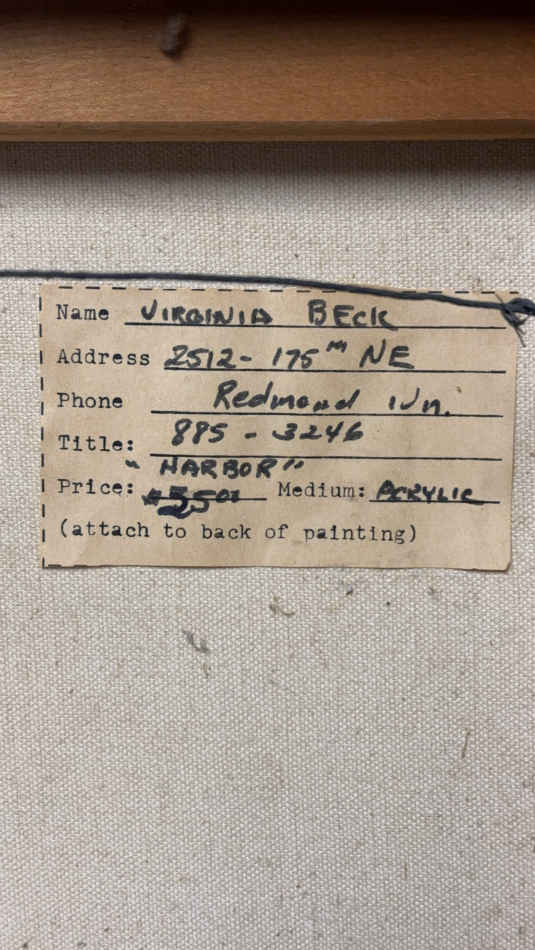 Name VIRGINIA BECK
Address 2512- 175th NE
Phone Redmond Wn.
Title: 885-3246
"HARBOR"
Price: Medium: ACRYLIC
(attach to back of painting)